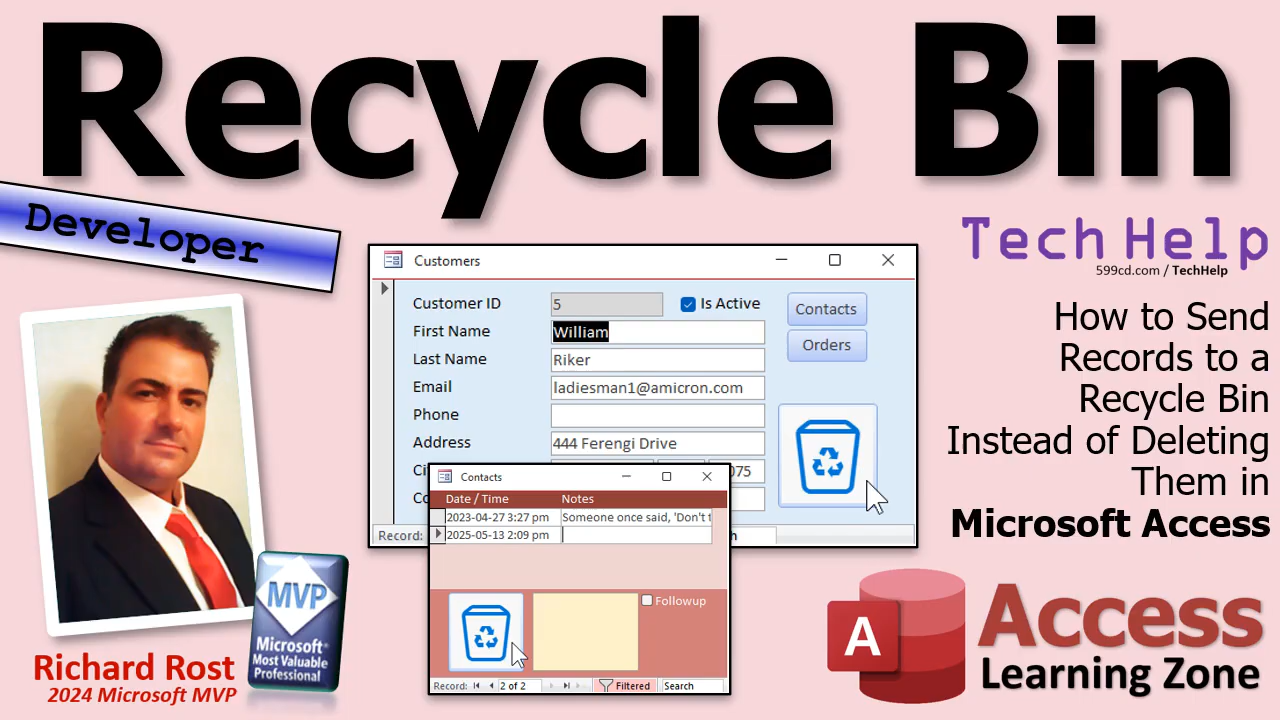 Recycle Bin
Developer
Tech Help
599cd.com / TechHelp
How to Send
Records to a
Recycle Bin
Instead of Deleting
Them in
Microsoft Access
Customers
Customer ID 5 Is Active Contacts
First Name William
Last Name Riker Orders
Email ladiesman1@amicron.com
Phone
Address 444 Ferengi Drive
075
Record:
Contacts
Date / Time Notes
2023-04-27 3:27 pm Someone once said, 'Don't
2025-05-13 2:09 pm
Followup
Record: 2 of 2 Filtered Search
MVP
Microsoft®
Most Valuable
Professional
Richard Rost
2024 Microsoft MVP
A
Access
Learning Zone